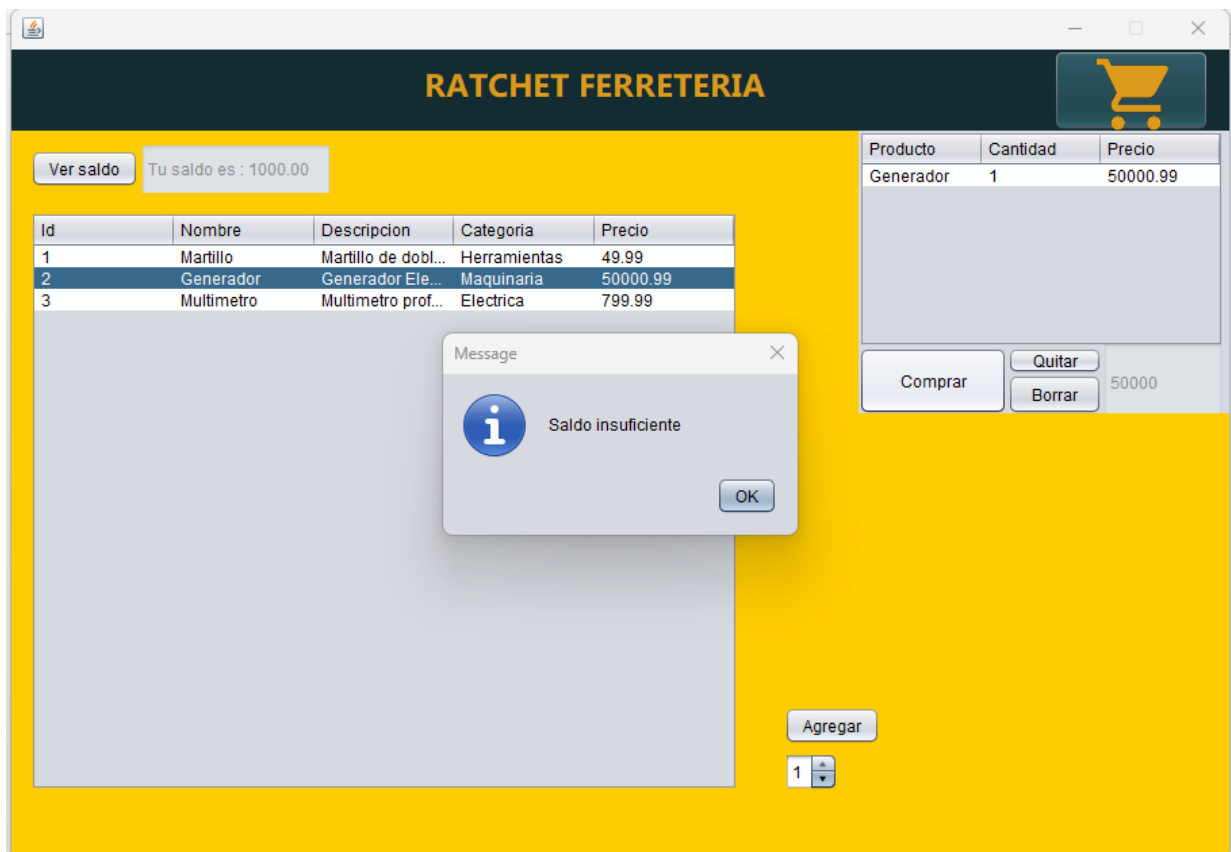 RATCHET FERRETERIA
Ver saldo
Tu saldo es : 1000.00
Producto Cantidad Precio
Generador 1 50000.99
Id Nombre Descripcion Categoria Precio
1 Martillo Martillo de dobl... Herramientas 49.99
2 Generador Generador Ele... Maquinaria 50000.99
3 Multimetro Multimetro prof... Electrica 799.99
Comprar
Quitar
Borrar
50000
Message
Saldo insuficiente
OK
Agregar
1